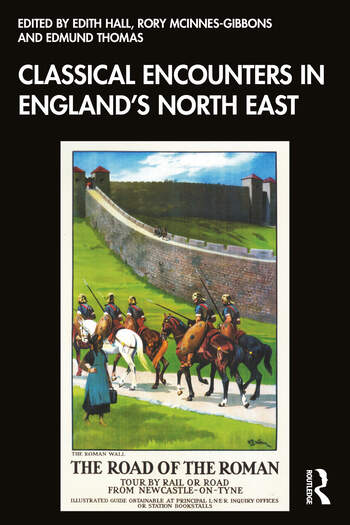 EDITED BY EDITH HALL, RORY MCINNES-GIBBONS
AND EDMUND THOMAS
CLASSICAL ENCOUNTERS IN
ENGLAND'S NORTH EAST
THE ROMAN WALL
THE ROAD OF THE ROMAN
TOUR BY RAIL OR ROAD
FROM NEWCASTLE-ON-TYNE
ILLUSTRATED GUIDE OBTAINABLE AT PRINCIPAL L·N·E·R INQUIRY OFFICES
OR STATION BOOKSTALLS
ROUTLEDGE